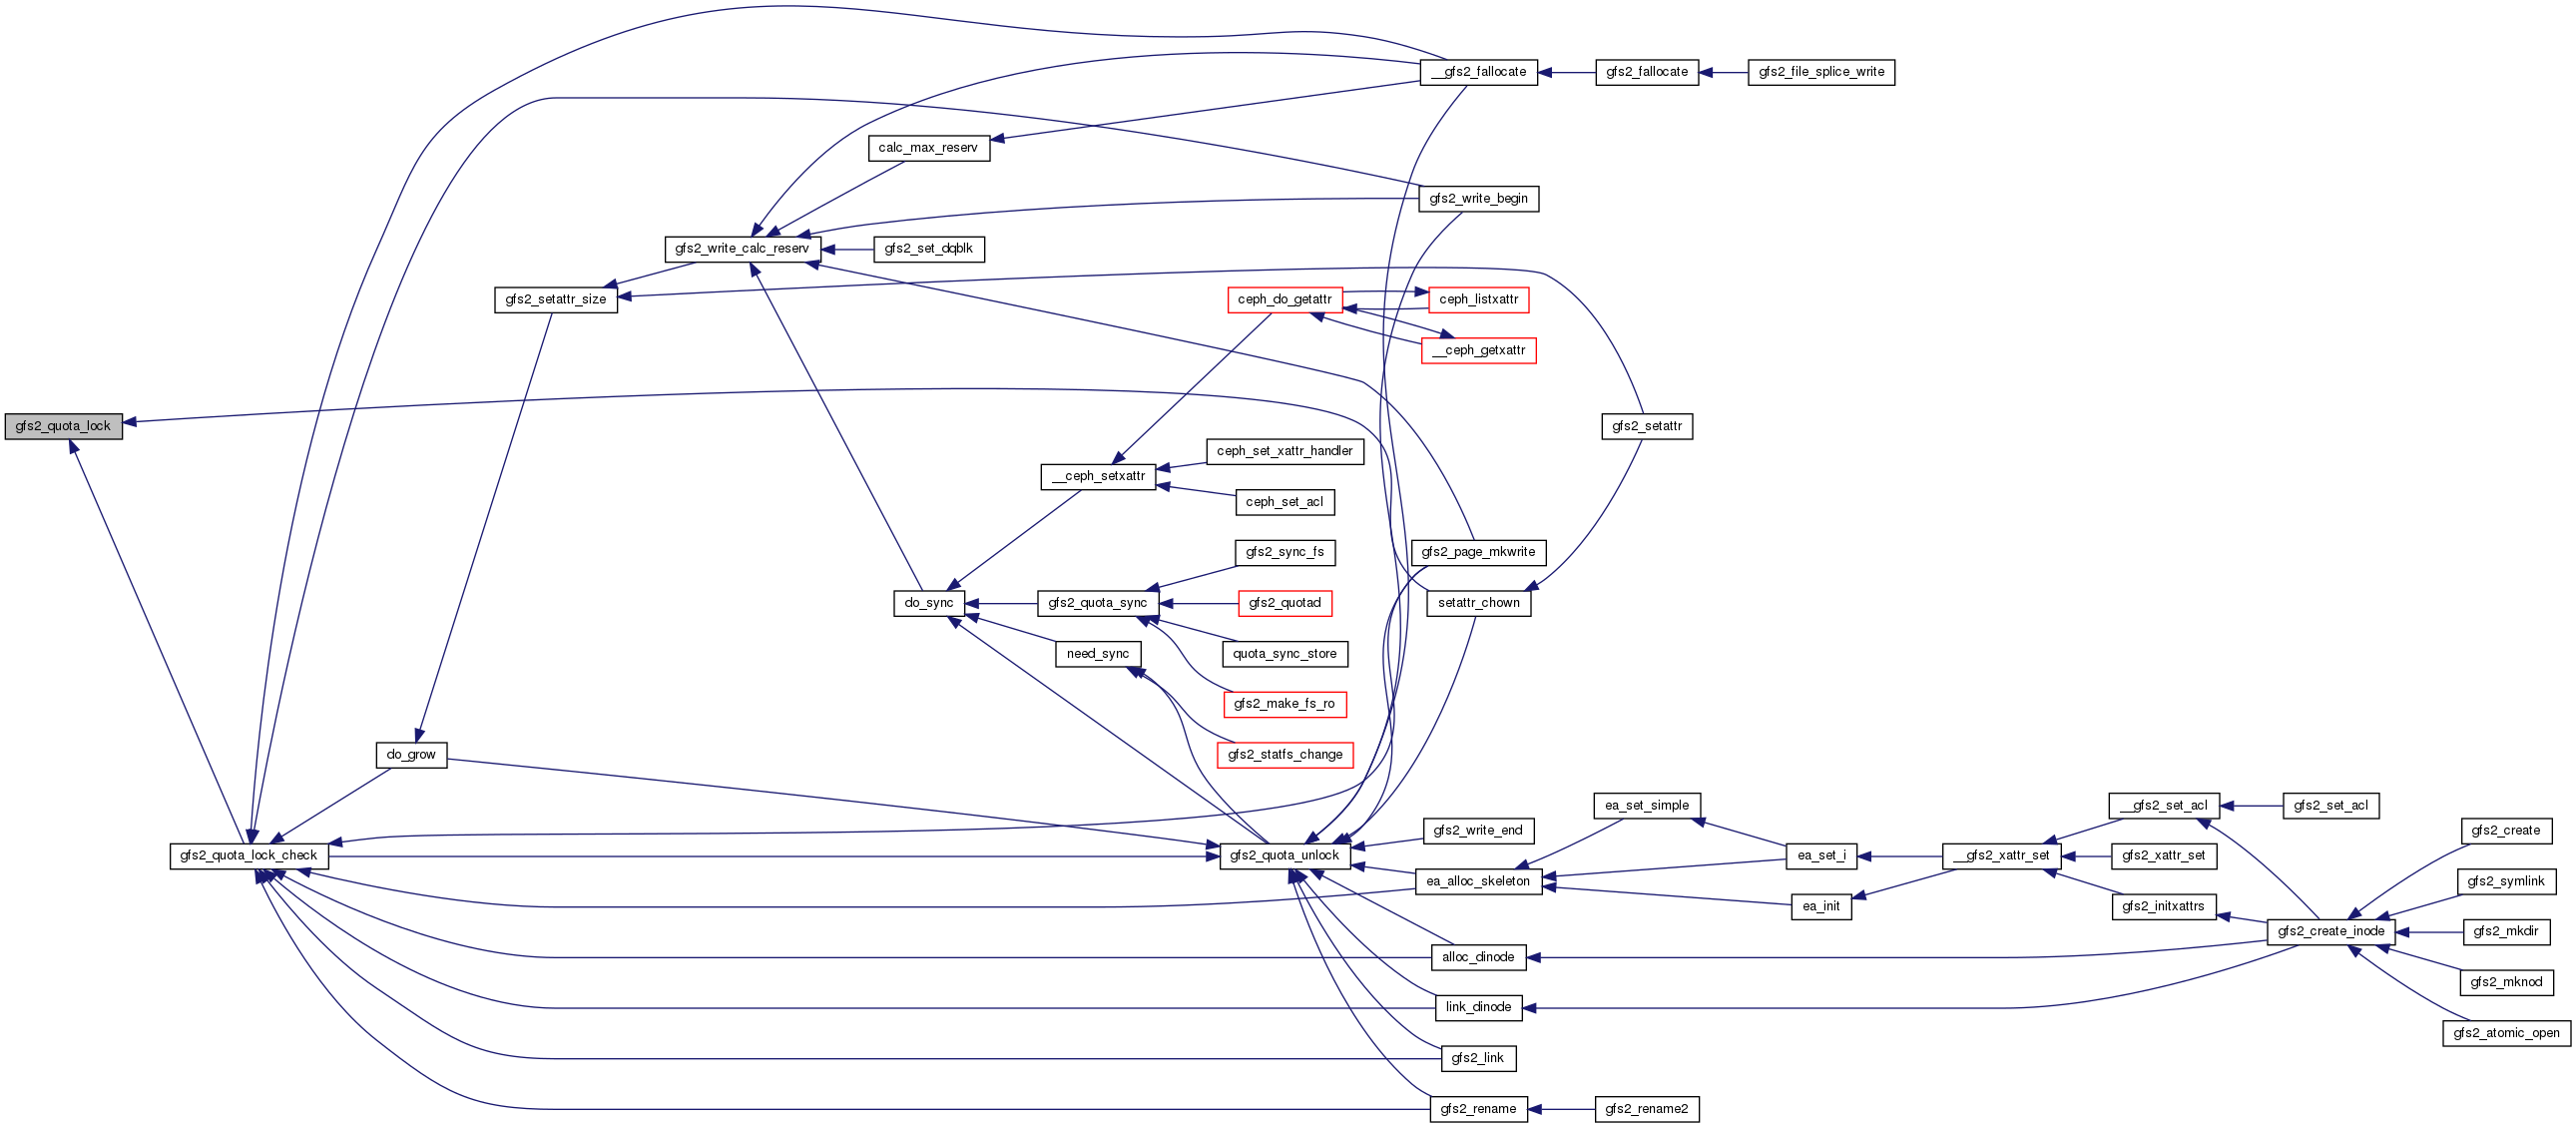 __gfs2_fallocate
gfs2_fallocate
gfs2_file_splice_write
calc_max_reserv
gfs2_write_begin
gfs2_write_calc_reserv
gfs2_set_dqblk
gfs2_setattr_size
ceph_do_getattr
ceph_listxattr
__ceph_getxattr
gfs2_quota_lock
gfs2_setattr
ceph_set_xattr_handler
__ceph_setxattr
ceph_set_acl
gfs2_sync_fs
gfs2_page_mkwrite
do_sync
gfs2_quota_sync
gfs2_quotad
setattr_chown
need_sync
quota_sync_store
gfs2_make_fs_ro
do_grow
gfs2_statfs_change
ea_set_simple
__gfs2_set_acl
gfs2_set_acl
gfs2_write_end
gfs2_create
gfs2_quota_lock_check
gfs2_quota_unlock
ea_set_i
__gfs2_xattr_set
gfs2_xattr_set
ea_alloc_skeleton
gfs2_symlink
ea_init
gfs2_initxattrs
gfs2_create_inode
gfs2_mkdir
alloc_dinode
gfs2_mknod
link_dinode
gfs2_atomic_open
gfs2_link
gfs2_rename
gfs2_rename2